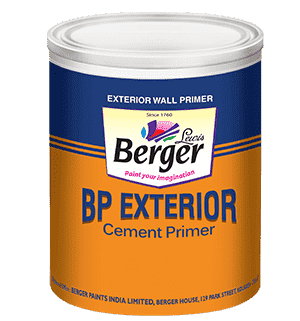 EXTERIOR WALL PRIMER
Since 1760
Lewis
Berger
Paint your imagination
BP EXTERIOR
Cement Primer
BERGER PAINTS INDIA LIMITED, BERGER HOUSE, 129 PARK STREET,